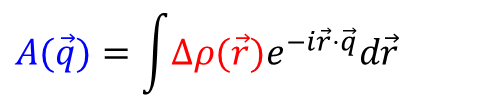 A(q⃗) = ∫Δρ(r⃗)e^{−ir⃗·q⃗}dr⃗